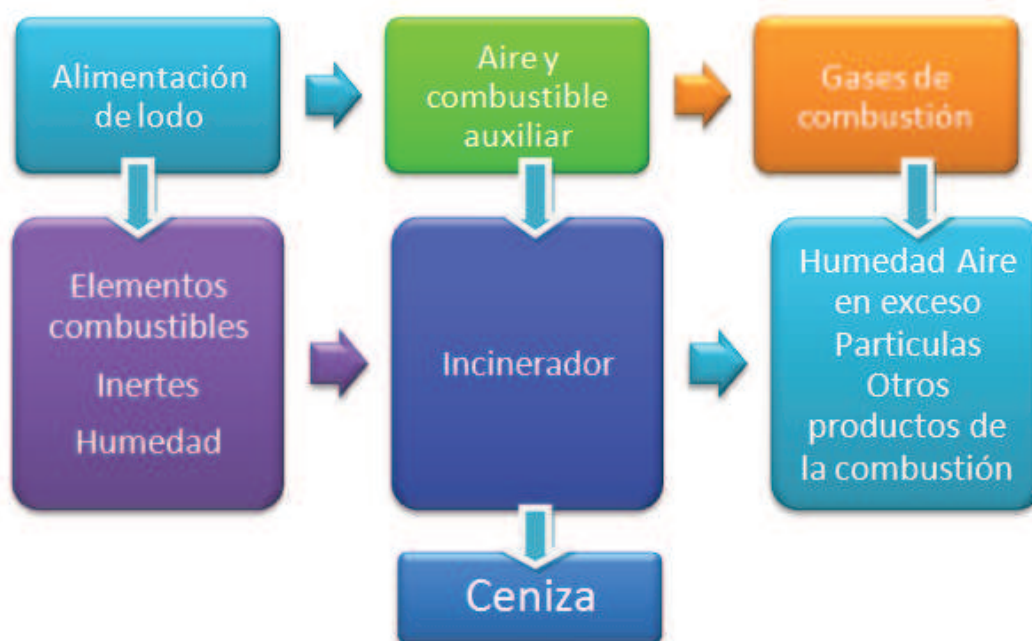 Alimentación
de lodo
Aire y
combustible
auxiliar
Gases de
combustión
Elementos
combustibles
Inertes
Humedad
Incinerador
Humedad Aire
en exceso
Particulas
Otros
productos de
la combustión
Ceniza